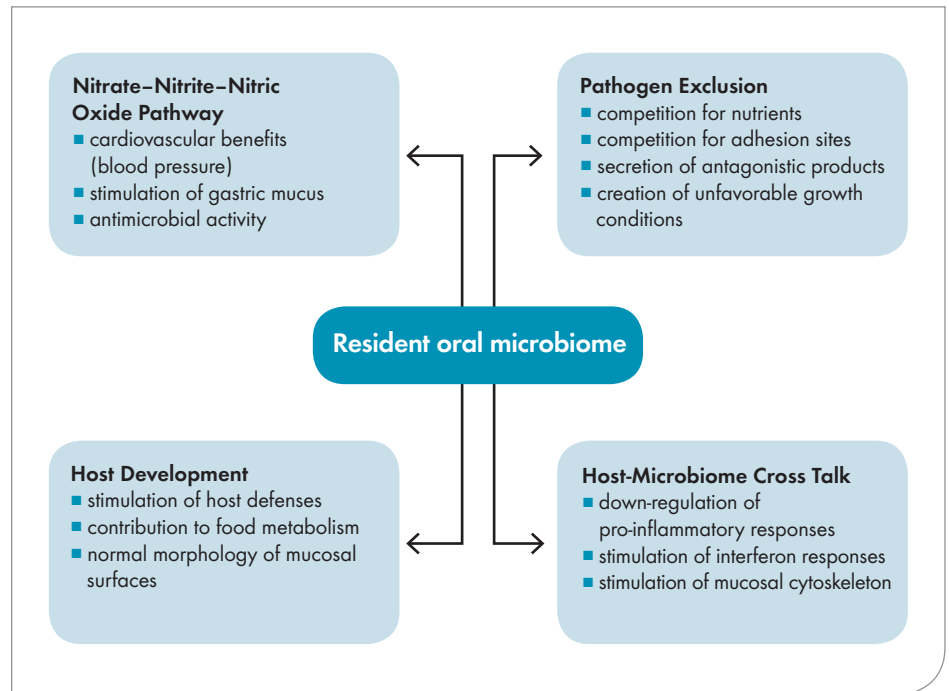 Nitrate–Nitrite–Nitric
Oxide Pathway
■ cardiovascular benefits
(blood pressure)
■ stimulation of gastric mucus
■ antimicrobial activity
Pathogen Exclusion
■ competition for nutrients
■ competition for adhesion sites
■ secretion of antagonistic products
■ creation of unfavorable growth
conditions
Resident oral microbiome
Host Development
■ stimulation of host defenses
■ contribution to food metabolism
■ normal morphology of mucosal
surfaces
Host-Microbiome Cross Talk
■ down-regulation of
pro-inflammatory responses
■ stimulation of interferon responses
■ stimulation of mucosal cytoskeleton